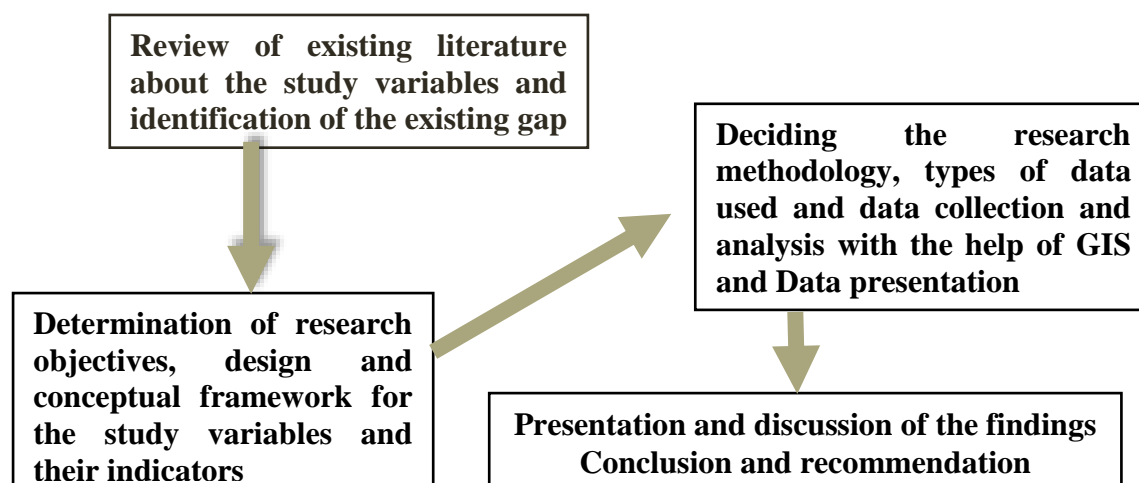 Review of existing literature
about the study variables and
identification of the existing gap
Determination of research
objectives, design and
conceptual framework for
the study variables and
their indicators
Deciding the research
methodology, types of data
used and data collection and
analysis with the help of GIS
and Data presentation
Presentation and discussion of the findings
Conclusion and recommendation